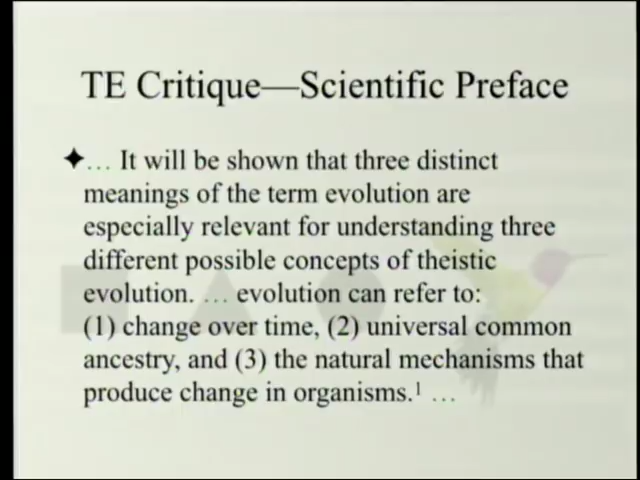 TE Critique—Scientific Preface
✦… It will be shown that three distinct
meanings of the term evolution are
especially relevant for understanding three
different possible concepts of theistic
evolution. … evolution can refer to:
(1) change over time, (2) universal common
ancestry, and (3) the natural mechanisms that
produce change in organisms.¹ …